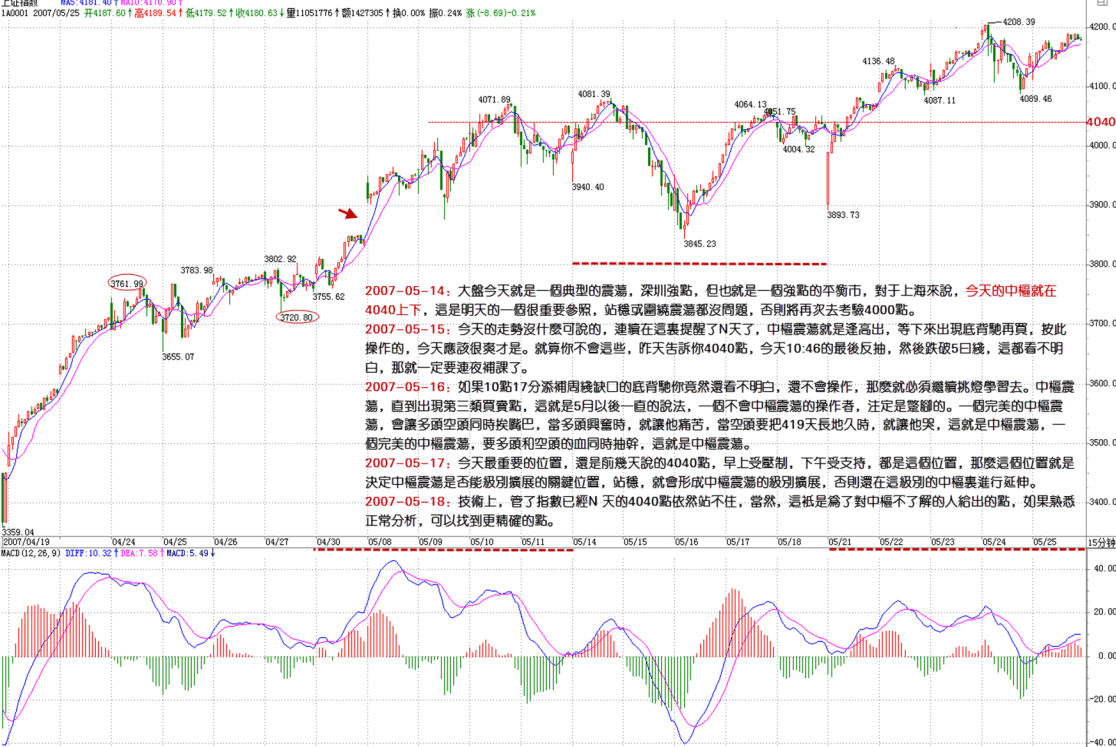 上证指数 MA5:4181.40↑ MA10:4170.90↑
1A0001 2007/05/25 开4187.60↑高4189.54↑低4179.52↑收4180.63↓量11051776↑额1427305↑换0.00% 振0.24% 涨(-8.69)-0.21%
4208.39
4200.0
4136.48
4100.0
4071.89
4081.39
4064.13
4051.75
4087.11
4089.46
4040
4004.32
4000.0
3940.40
3900.0
3893.73
3845.23
3802.92
3800.0
3783.98
3761.99
3755.62
3720.80
3700.0
3655.07
3600.0
3500.0
3400.0
3359.04
2007-05-14：大盤今天就是一個典型的震蕩，深圳強點，但也就是一個強點的平衡市，對于上海來說，今天的中樞就在
4040上下，這是明天的一個很重要參照，站穩或圍繞震蕩都沒問題，否則將再次去考驗4000點。
2007-05-15：今天的走勢沒什麼可說的，連續在這裏提醒了N天了，中樞震蕩就是逢高出，等下來出現底背馳再買，按此
操作的，今天應該很爽才是。就算你不會這些，昨天告訴你4040點，今天10:46的最後反抽，然後跌破5日綫，這都看不明
白，那就一定要連夜補課了。
2007-05-16：如果10點17分添補周綫缺口的底背馳你竟然還看不明白，還不會操作，那麼就必須繼續挑燈學習去。中樞震
蕩，直到出現第三類買賣點，這就是5月以後一直的說法，一個不會中樞震蕩的操作者，注定是蹩腳的。一個完美的中樞震
蕩，會讓多頭空頭同時挨嘴巴，當多頭興奮時，就讓他痛苦，當空頭要把419天長地久時，就讓他哭，這就是中樞震蕩，一
個完美的中樞震蕩，要多頭和空頭的血同時抽幹，這就是中樞震蕩。
2007-05-17：今天最重要的位置，還是前幾天說的4040點，早上受壓制，下午受支持，都是這個位置，那麼這個位置就是
決定中樞震蕩是否能級別擴展的關鍵位置，站穩，就會形成中樞震蕩的級別擴展，否則還在這級別的中樞裏進行延伸。
2007-05-18：技術上，管了指數已經N 天的4040點依然站不住，當然，這衹是爲了對中樞不了解的人給出的點，如果熟悉
正常分析，可以找到更精確的點。
2007/04/19 04/24 04/25 04/26 04/27 04/30 05/08 05/09 05/10 05/11 05/14 05/15 05/16 05/17 05/18 05/21 05/22 05/23 05/24 05/25 15分钟
MACD(12,26,9) DIFF:10.32↑ DEA:7.58↑ MACD:5.49↓
40.00
20.00
0.00
-20.00
-40.00